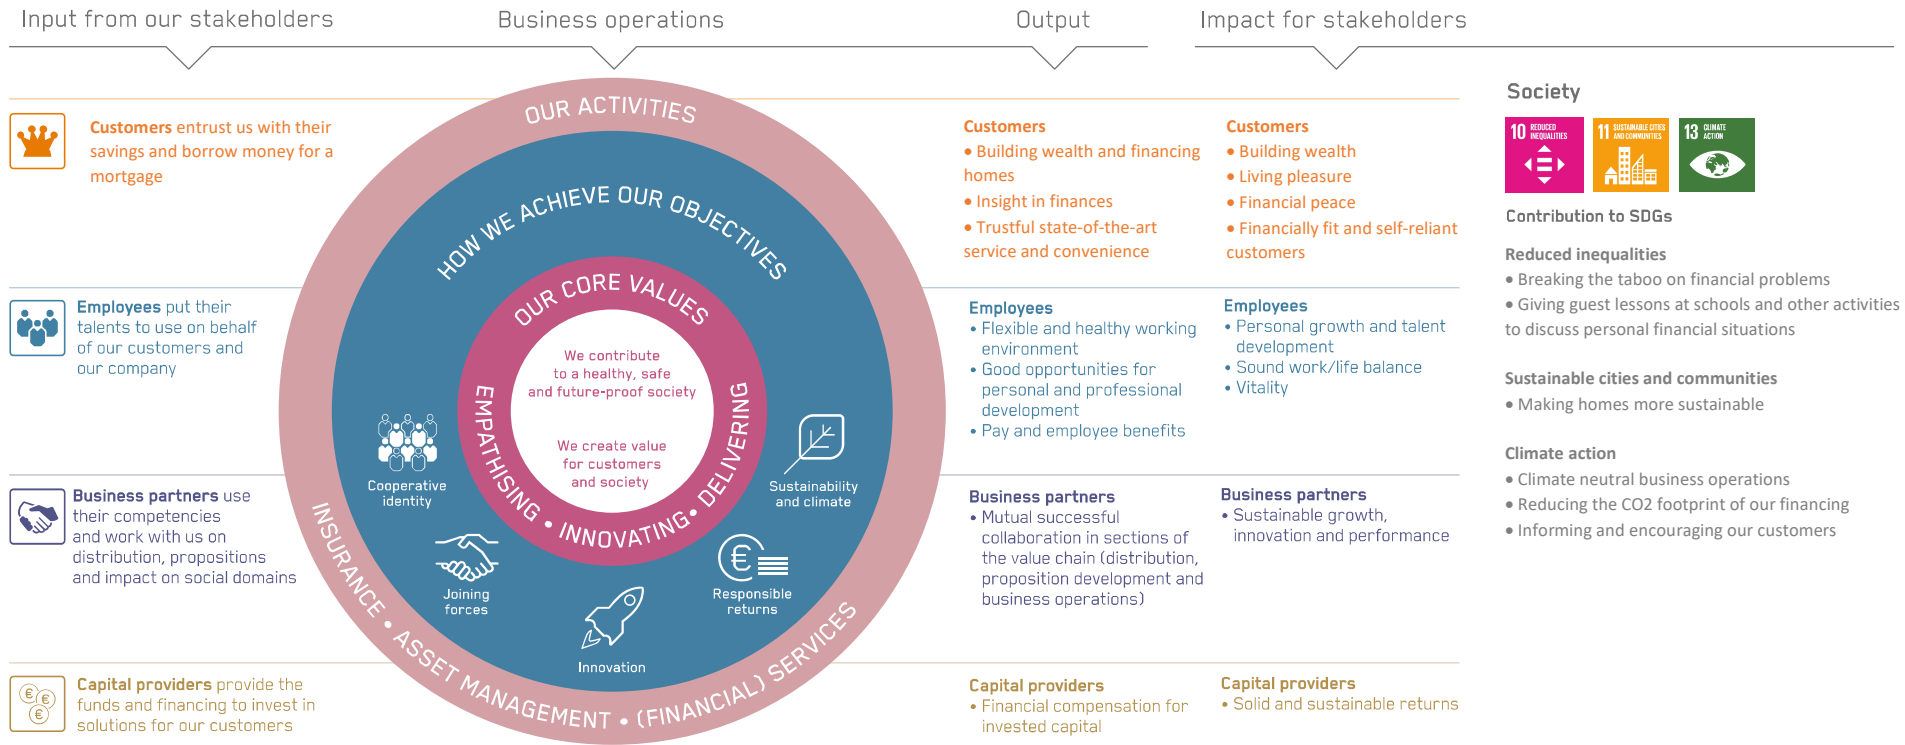 Input from our stakeholders
Business operations
Output
Impact for stakeholders
Customers entrust us with their
savings and borrow money for a
mortgage
Employees put their
talents to use on behalf
of our customers and
our company
Business partners use
their competencies
and work with us on
distribution, propositions
and impact on social domains
Capital providers provide the
funds and financing to invest in
solutions for our customers
OUR ACTIVITIES
INSURANCE • ASSET MANAGEMENT • (FINANCIAL) SERVICES
HOW WE ACHIEVE OUR OBJECTIVES
Cooperative
identity
Joining
forces
Innovation
Responsible
returns
Sustainability
and climate
OUR CORE VALUES
EMPATHISING • INNOVATING • DELIVERING
We contribute
to a healthy, safe
and future-proof society
We create value
for customers
and society
Customers
• Building wealth and financing
homes
• Insight in finances
• Trustful state-of-the-art
service and convenience
Employees
• Flexible and healthy working
environment
• Good opportunities for
personal and professional
development
• Pay and employee benefits
Business partners
• Mutual successful
collaboration in sections of
the value chain (distribution,
proposition development and
business operations)
Capital providers
• Financial compensation for
invested capital
Customers
• Building wealth
• Living pleasure
• Financial peace
• Financially fit and self-reliant
customers
Employees
• Personal growth and talent
development
• Sound work/life balance
• Vitality
Business partners
• Sustainable growth,
innovation and performance
Capital providers
• Solid and sustainable returns
Society
10 REDUCED
INEQUALITIES
11 SUSTAINABLE CITIES
AND COMMUNITIES
13 CLIMATE
ACTION
Contribution to SDGs
Reduced inequalities
• Breaking the taboo on financial problems
• Giving guest lessons at schools and other activities
to discuss personal financial situations
Sustainable cities and communities
• Making homes more sustainable
Climate action
• Climate neutral business operations
• Reducing the CO2 footprint of our financing
• Informing and encouraging our customers